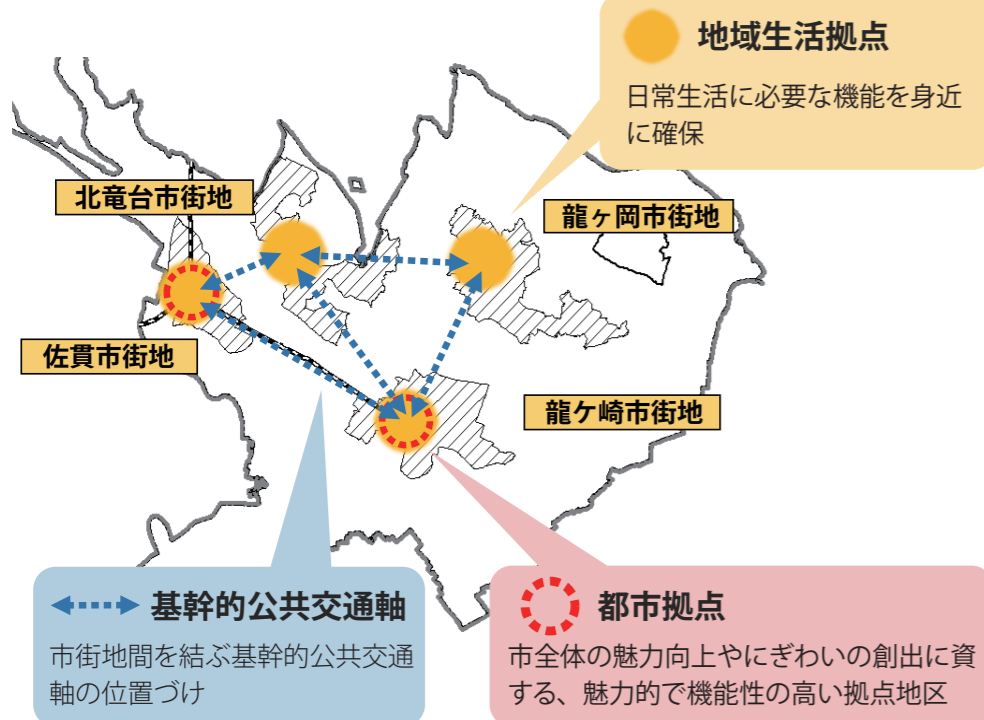 地域生活拠点
日常生活に必要な機能を身近
に確保
北竜台市街地
龍ヶ岡市街地
佐貫市街地
龍ケ崎市街地
基幹的公共交通軸
市街地間を結ぶ基幹的公共交通
軸の位置づけ
都市拠点
市全体の魅力向上やにぎわいの創出に資
する、魅力的で機能性の高い拠点地区